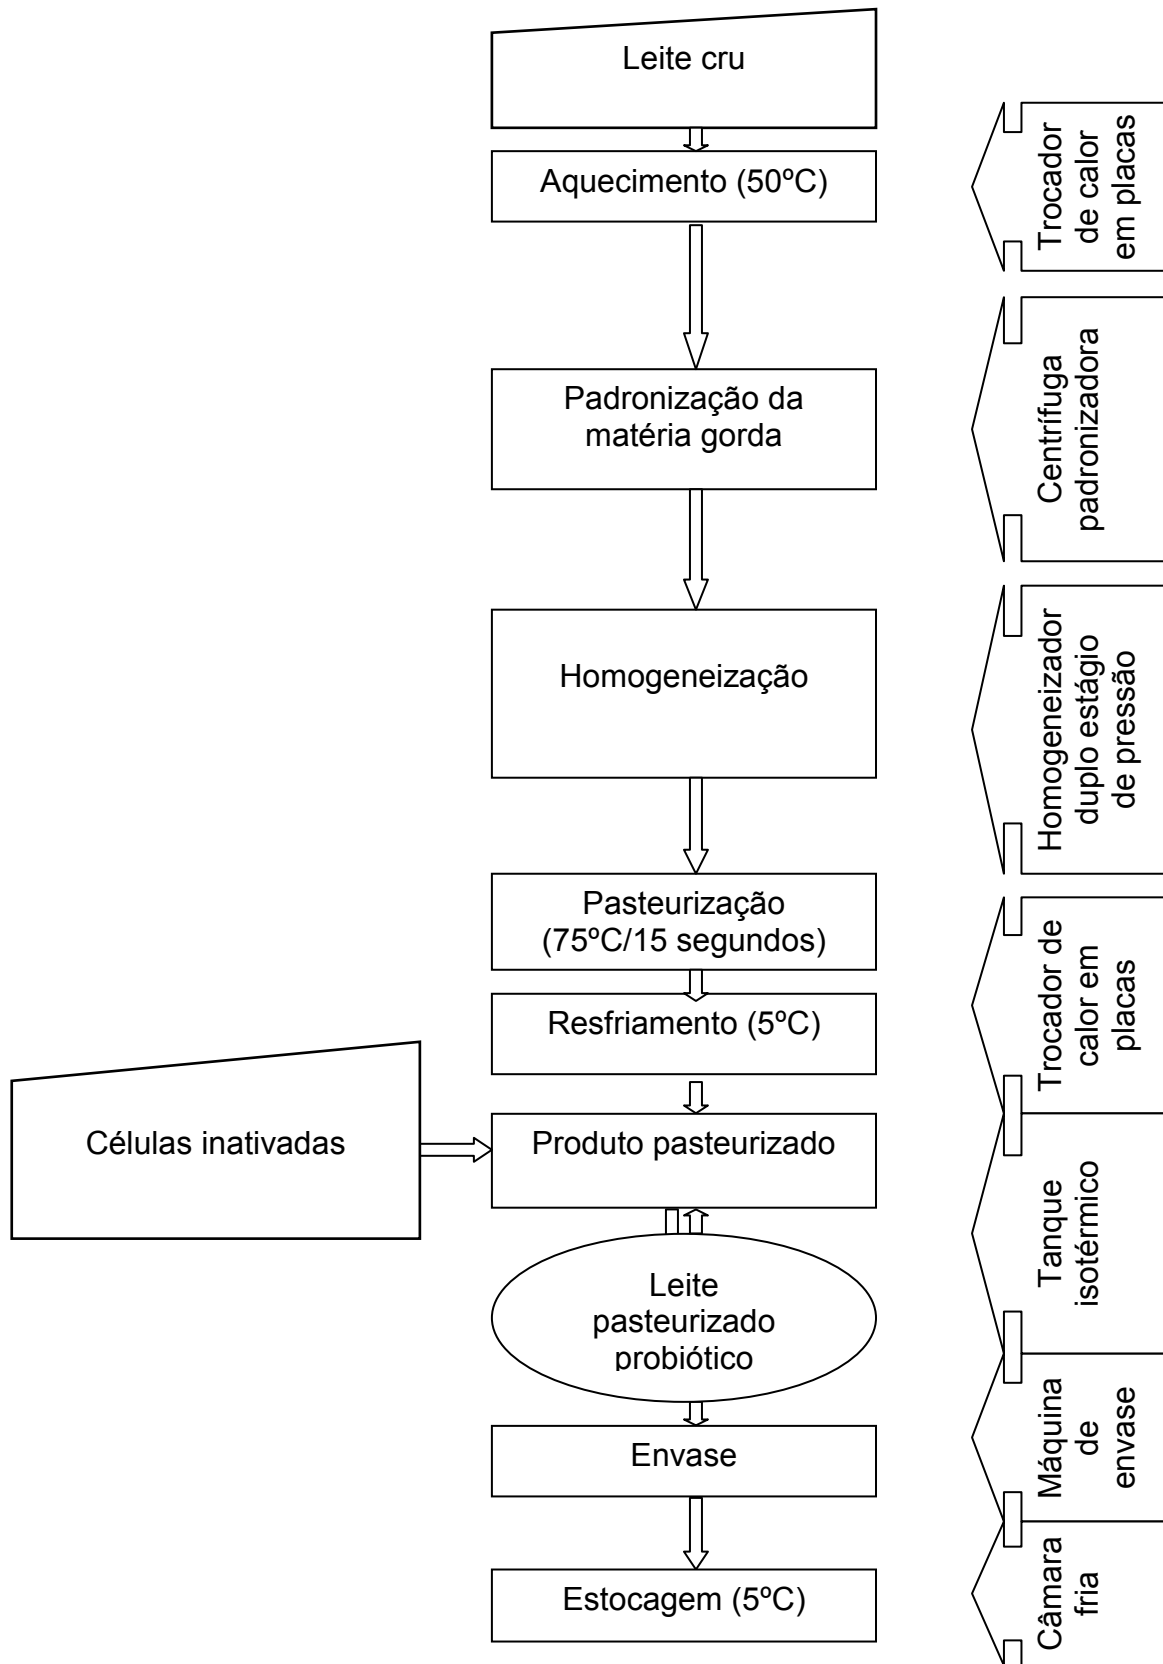 Leite cru
Aquecimento (50ºC)
Trocador
de calor
em placas
Padronização da
matéria gorda
Centrífuga
padronizadora
Homogeneização
Homogeneizador
duplo estágio
de pressão
Pasteurização
(75ºC/15 segundos)
Resfriamento (5ºC)
Trocador de
calor em
placas
Células inativadas
Produto pasteurizado
Leite
pasteurizado
probiótico
Tanque
isotérmico
Envase
Máquina
de
envase
Estocagem (5ºC)
Câmara
fria